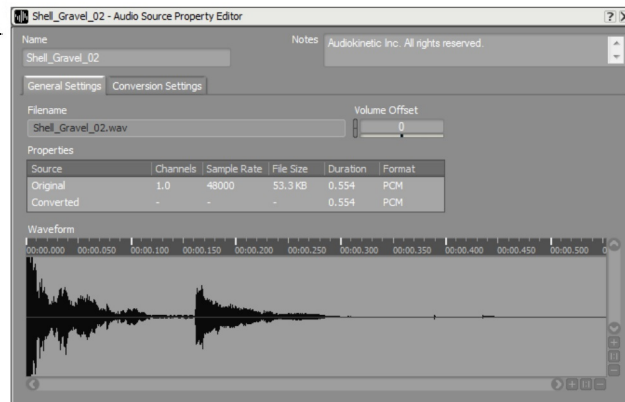 Shell_Gravel_02 - Audio Source Property Editor
Name
Notes
Audiokinetic Inc. All rights reserved.
Shell_Gravel_02
General Settings Conversion Settings
Filename
Volume Offset
Shell_Gravel_02.wav
0
Properties
Source Channels Sample Rate File Size Duration Format
Original 1.0 48000 53.3 KB 0.554 PCM
Converted - - - 0.554 PCM
Waveform
00:00.000 00:00.050 00:00.100 00:00.150 00:00.200 00:00.250 00:00.300 00:00.350 00:00.400 00:00.450 00:00.500